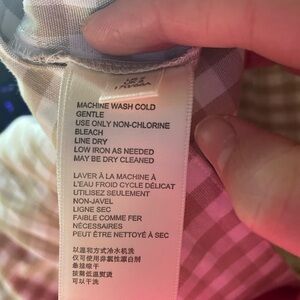 MACHINE WASH COLD
GENTLE
USE ONLY NON-CHLORINE
BLEACH
LINE DRY
LOW IRON AS NEEDED
MAY BE DRY CLEANED
LAVER À LA MACHINE À
L'EAU FROID CYCLE DÉLICAT
UTILISEZ SEULEMENT
NON-JAVEL
LIGNE SEC
FAIBLE COMME FER
NÉCESSAIRES
PEUT ÊTRE NETTOYÉ À SEC
以溫和方式冷水机洗
仅可使用非氯性漂白剂
垂挂晾干
按需低温熨烫
可以干洗